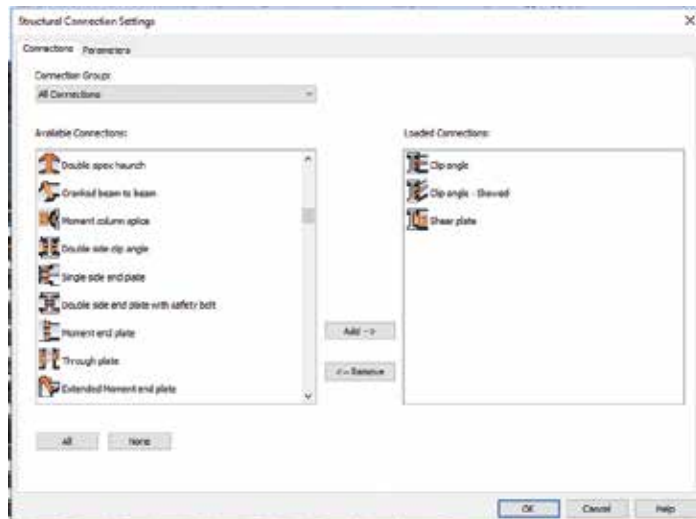 Structural Connection Settings
Connections Parameters
Connection Group:
All Connections
Available Connections:
Loaded Connections:
Double apex haunch
Cranked beam to beam
Moment column splice
Double side clip angle
Single side end plate
Double side end plate with safety bolt
Moment end plate
Through plate
Extended Moment end plate
Clip angle
Clip angle - Skewed
Shear plate
Add -->
<-- Remove
All None
OK Cancel Help